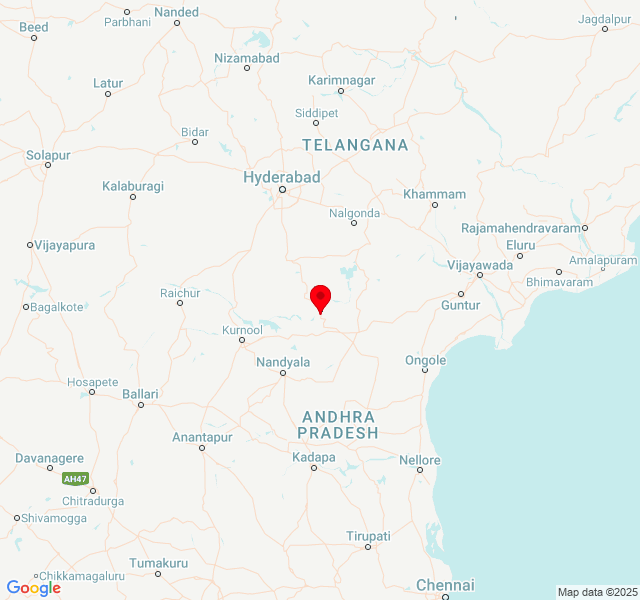 Beed
Parbhani
Nanded
Jagdalpur
Nizamabad
Latur
Karimnagar
Siddipet
Bidar
TELANGANA
Solapur
Hyderabad
Kalaburagi
Khammam
Nalgonda
Rajamahendravaram
Vijayapura
Eluru
Amalapuram
Vijayawada
Bhimavaram
Raichur
Bagalkote
Guntur
Kurnool
Nandyala
Ongole
Hosapete
Ballari
ANDHRA
PRADESH
Anantapur
Davanagere
Kadapa
Nellore
AH47
Chitradurga
Shivamogga
Tirupati
Tumakuru
Chikkamagaluru
Chennai
Google
Map data ©2025